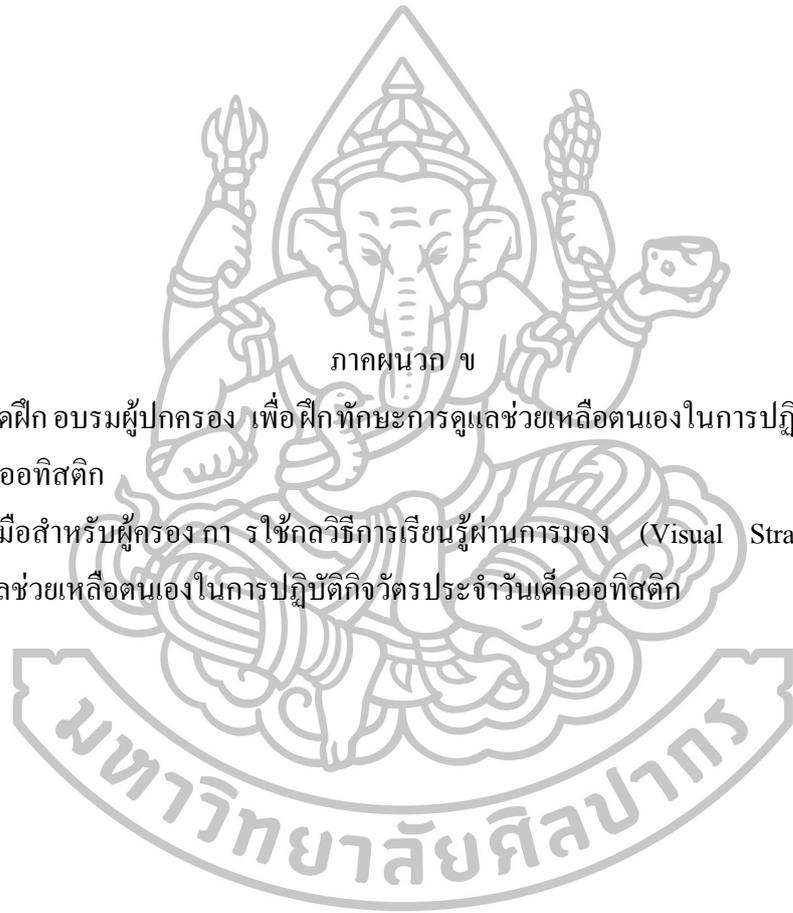 ภาคผนวก ข
ดฝึก อบรมผู้ปกครอง เพื่อ ฝึก ทักษะการดูแลช่วยเหลือตนเองในการปฏิ
ออทิสติก
มือสำหรับผู้ครอง กา รใช้กลวิธีการเรียนรู้ผ่านการมอง (Visual Stra
ลช่วยเหลือตนเองในการปฏิบัติกิจวัตรประจำวันเด็กออทิสติก
มหาวิทยาลัยศิลปากร